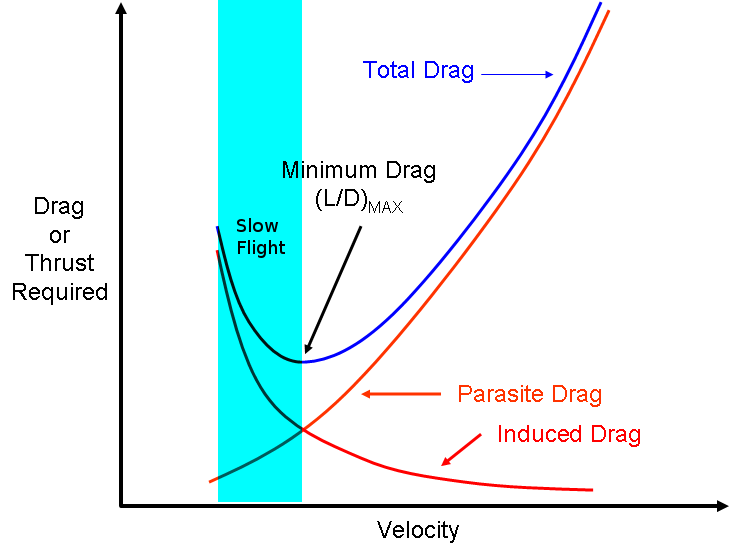 Total Drag
Minimum Drag
(L/D)MAX
Slow
Flight
Drag
or
Thrust
Required
Parasite Drag
Induced Drag
Velocity